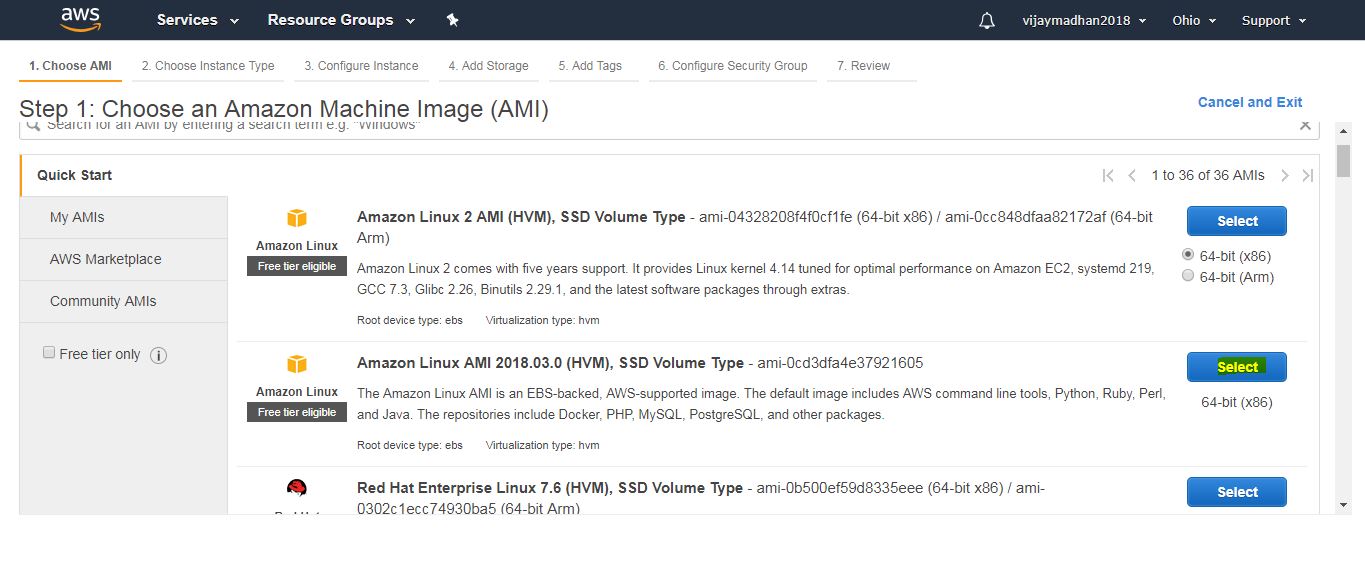 aws Services Resource Groups vijaymadhan2018 Ohio Support
1. Choose AMI 2. Choose Instance Type 3. Configure Instance 4. Add Storage 5. Add Tags 6. Configure Security Group 7. Review
Step 1: Choose an Amazon Machine Image (AMI) Cancel and Exit
Search for an AMI by entering a search term e.g. "Windows"
Quick Start 1 to 36 of 36 AMIs
My AMIs
AWS Marketplace
Community AMIs
Free tier only
Amazon Linux
Free tier eligible
Amazon Linux 2 AMI (HVM), SSD Volume Type - ami-04328208f4f0cf1fe (64-bit x86) / ami-0cc848dfaa82172af (64-bit
Arm)
Amazon Linux 2 comes with five years support. It provides Linux kernel 4.14 tuned for optimal performance on Amazon EC2, systemd 219,
GCC 7.3, Glibc 2.26, Binutils 2.29.1, and the latest software packages through extras.
Root device type: ebs Virtualization type: hvm
Select
64-bit (x86)
64-bit (Arm)
Amazon Linux
Free tier eligible
Amazon Linux AMI 2018.03.0 (HVM), SSD Volume Type - ami-0cd3dfa4e37921605
The Amazon Linux AMI is an EBS-backed, AWS-supported image. The default image includes AWS command line tools, Python, Ruby, Perl,
and Java. The repositories include Docker, PHP, MySQL, PostgreSQL, and other packages.
Root device type: ebs Virtualization type: hvm
Select
64-bit (x86)
Red Hat Enterprise Linux 7.6 (HVM), SSD Volume Type - ami-0b500ef59d8335eee (64-bit x86) / ami-
0302c1ecc74930ba5 (64-bit Arm)
Select